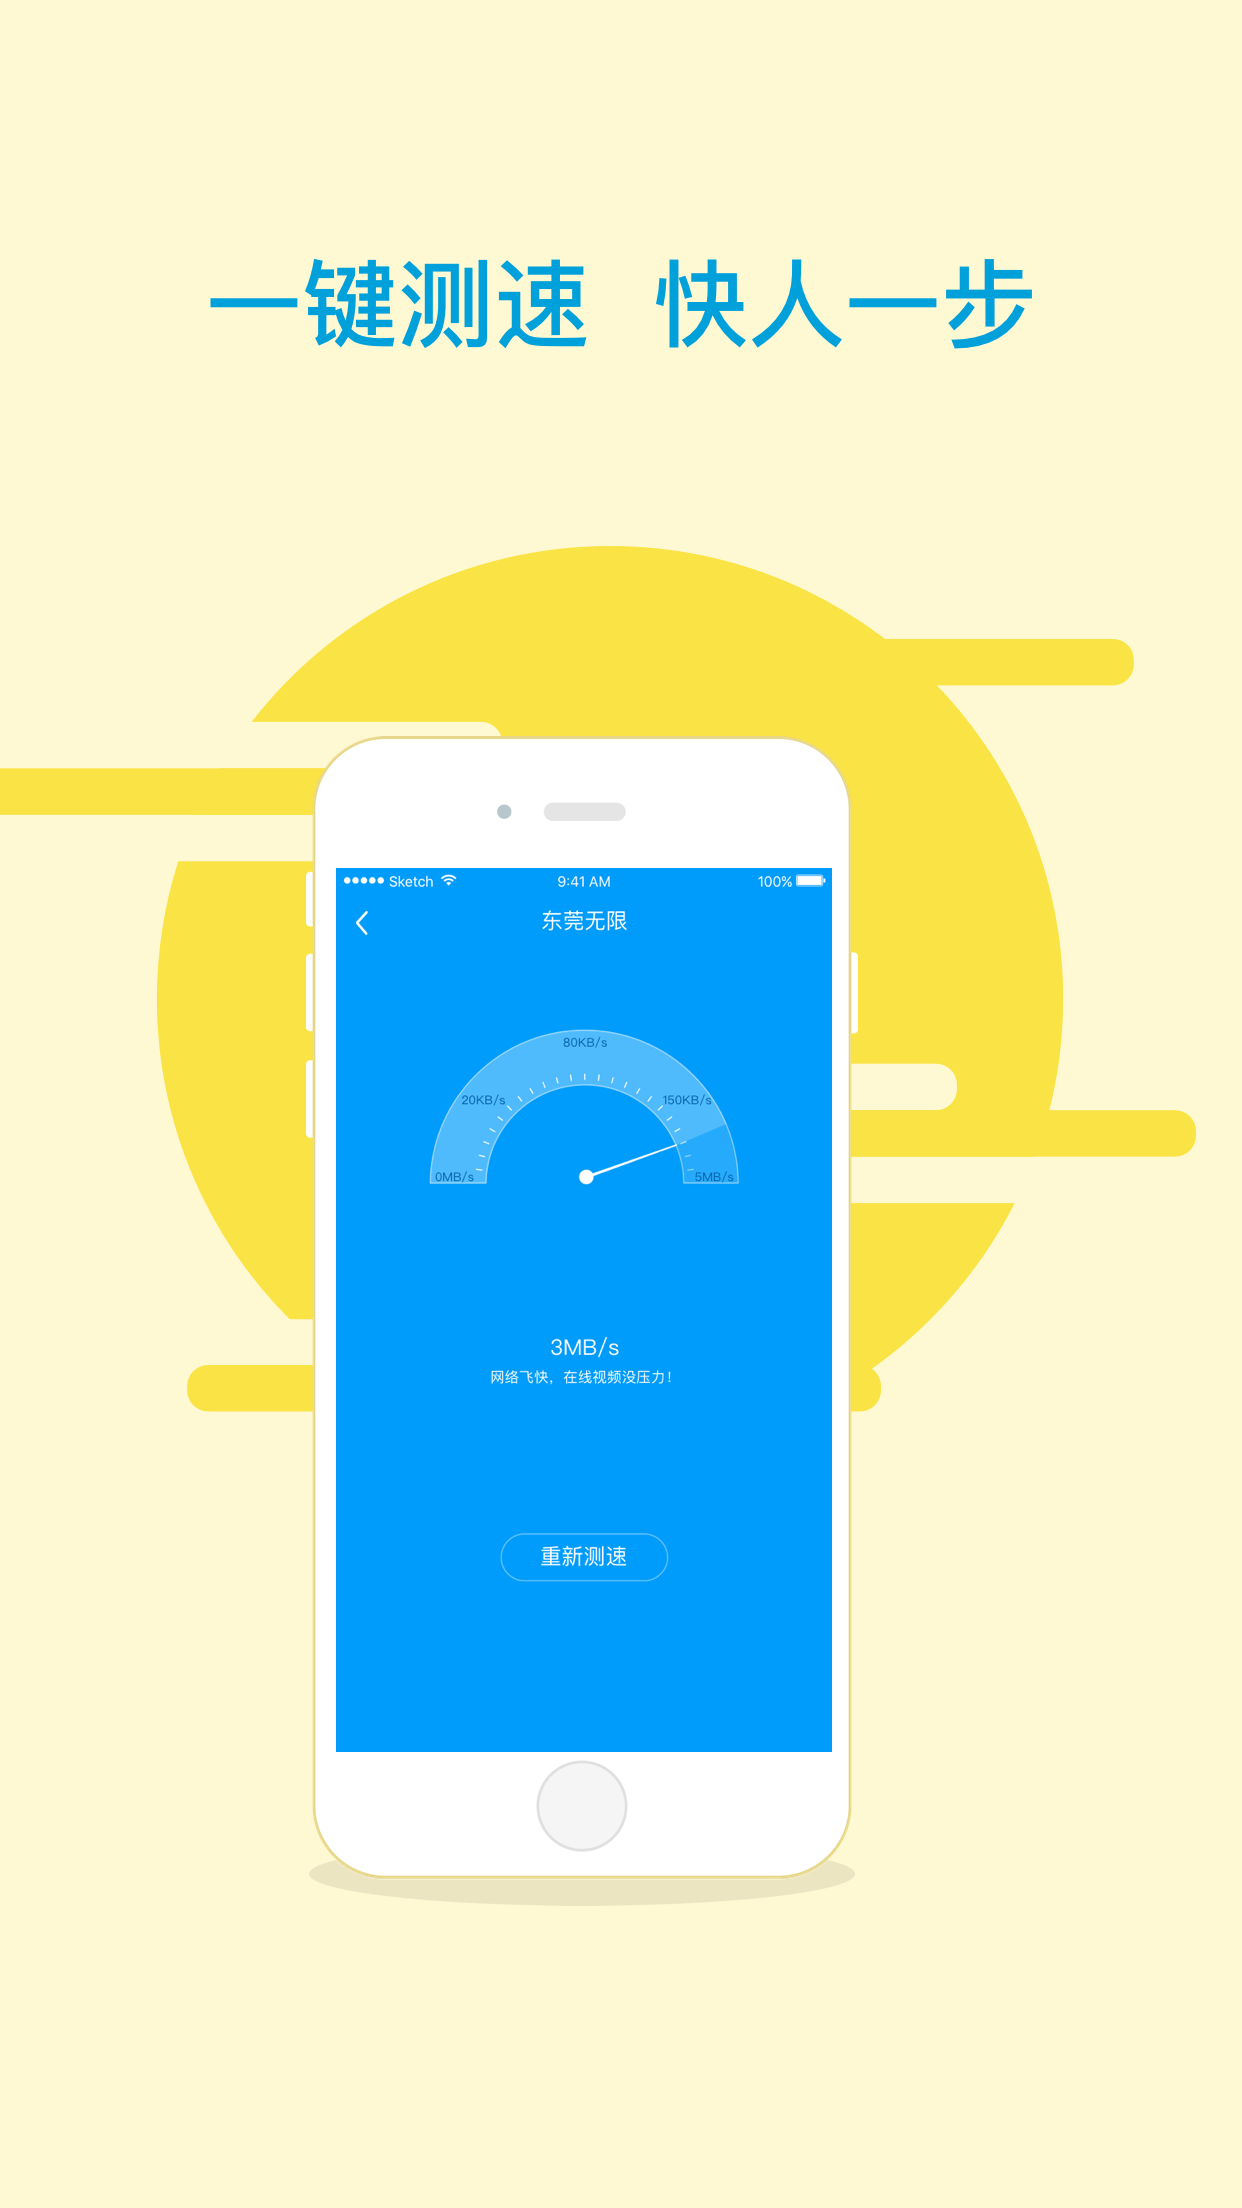 一键测速 快人一步
Sketch 9:41 AM 100%
东莞无限
80KB/s
20KB/s 150KB/s
0MB/s 5MB/s
3MB/s
网络飞快，在线视频没压力！
重新测速